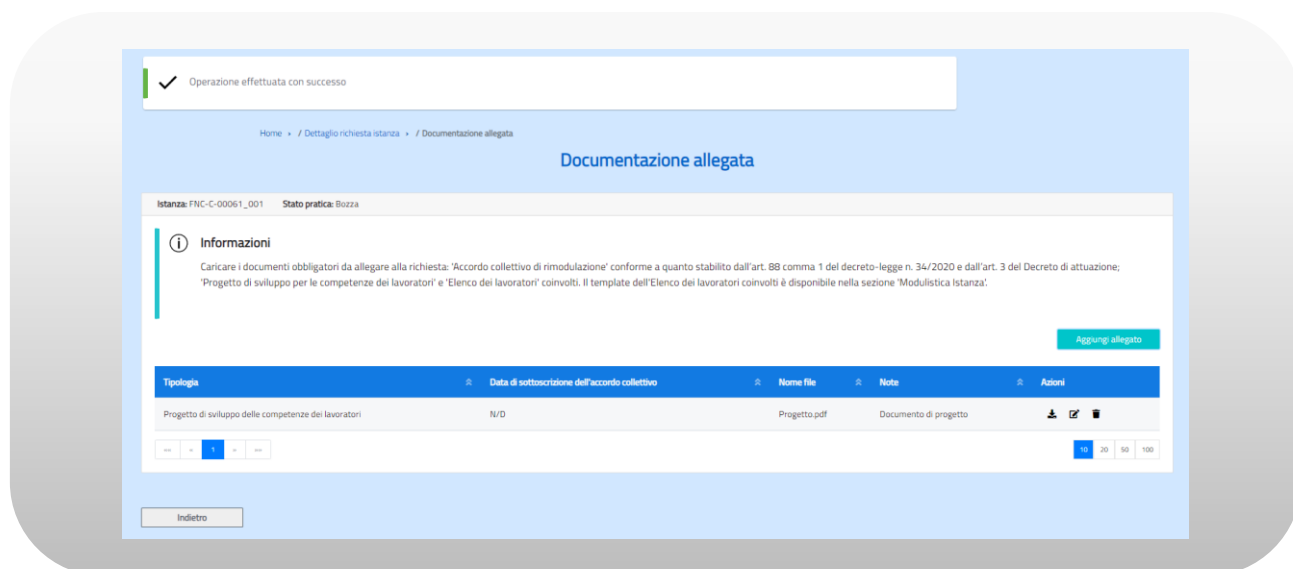 Operazione effettuata con successo
Home / Dettaglio richiesta istanza / Documentazione allegata
Documentazione allegata
Istanza: FNC-C-00061_001 Stato pratica: Bozza
Informazioni
Caricare i documenti obbligatori da allegare alla richiesta: 'Accordo collettivo di rimodulazione' conforme a quanto stabilito dall'art. 88 comma 1 del decreto-legge n. 34/2020 e dall'art. 3 del Decreto di attuazione;
'Progetto di sviluppo per le competenze dei lavoratori' e 'Elenco dei lavoratori' coinvolti. Il template dell'Elenco dei lavoratori coinvolti è disponibile nella sezione 'Modulistica Istanza'.
Aggiungi allegato
Tipologia Data di sottoscrizione dell'accordo collettivo Nome file Note Azioni
Progetto di sviluppo delle competenze dei lavoratori N/D Progetto.pdf Documento di progetto
«« « 1 » »» 10 20 50 100
Indietro